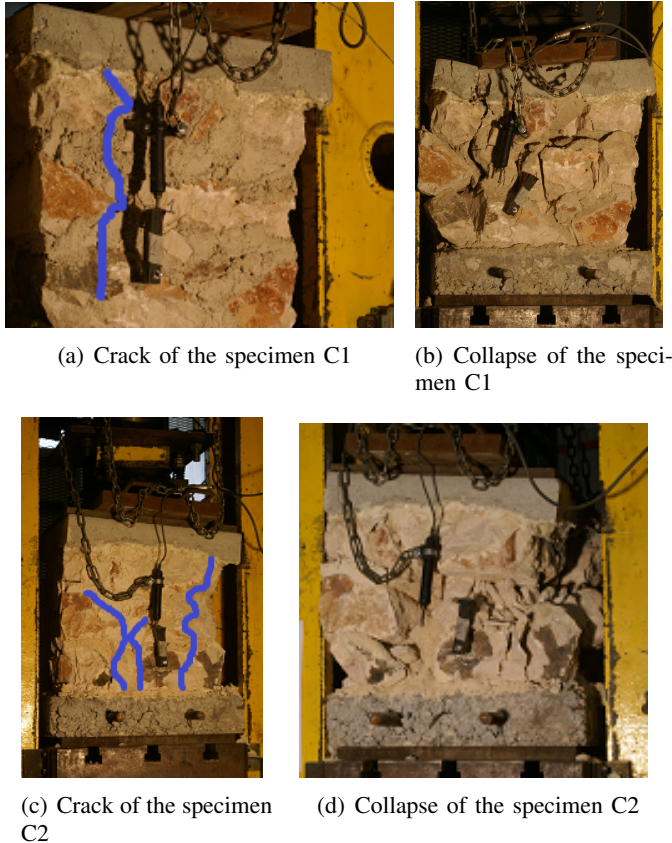 (a) Crack of the specimen C1
(b) Collapse of the speci-
men C1
(c) Crack of the specimen
C2
(d) Collapse of the specimen C2